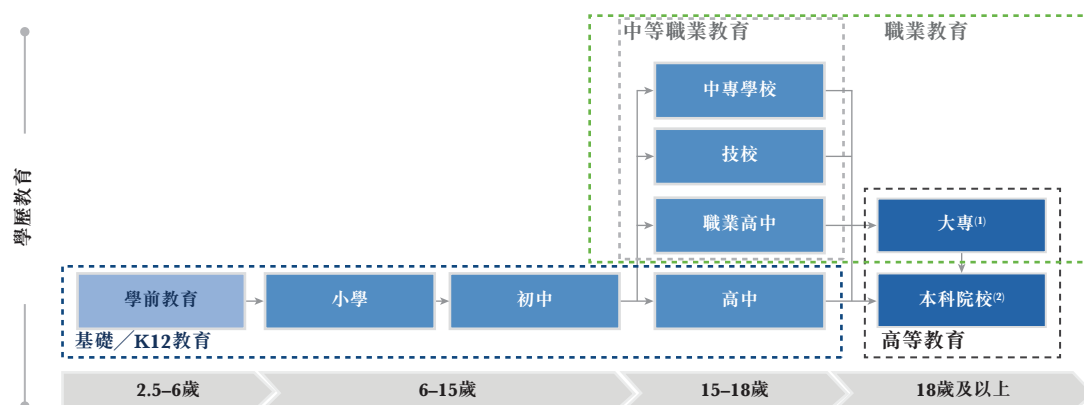 中等職業教育
職業教育
中專學校
技校
職業高中
大專(1)
學歷教育
學前教育
小學
初中
高中
本科院校(2)
基礎／K12教育
高等教育
2.5–6歲
6–15歲
15–18歲
18歲及以上